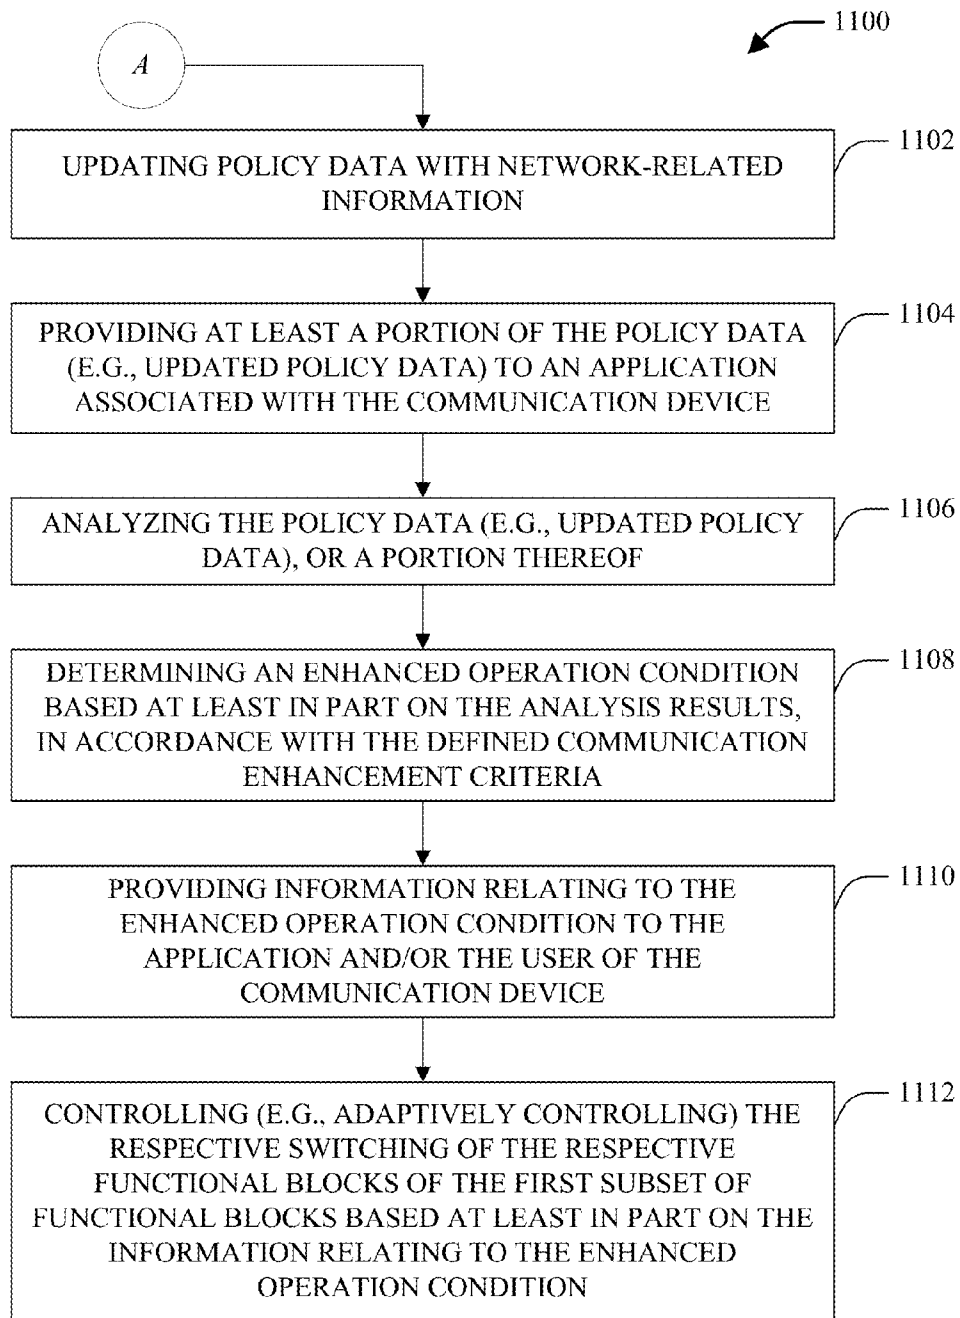 1100
A
1102
UPDATING POLICY DATA WITH NETWORK-RELATED
INFORMATION
1104
PROVIDING AT LEAST A PORTION OF THE POLICY DATA
(E.G., UPDATED POLICY DATA) TO AN APPLICATION
ASSOCIATED WITH THE COMMUNICATION DEVICE
1106
ANALYZING THE POLICY DATA (E.G., UPDATED POLICY
DATA), OR A PORTION THEREOF
1108
DETERMINING AN ENHANCED OPERATION CONDITION
BASED AT LEAST IN PART ON THE ANALYSIS RESULTS,
IN ACCORDANCE WITH THE DEFINED COMMUNICATION
ENHANCEMENT CRITERIA
1110
PROVIDING INFORMATION RELATING TO THE
ENHANCED OPERATION CONDITION TO THE
APPLICATION AND/OR THE USER OF THE
COMMUNICATION DEVICE
1112
CONTROLLING (E.G., ADAPTIVELY CONTROLLING) THE
RESPECTIVE SWITCHING OF THE RESPECTIVE
FUNCTIONAL BLOCKS OF THE FIRST SUBSET OF
FUNCTIONAL BLOCKS BASED AT LEAST IN PART ON THE
INFORMATION RELATING TO THE ENHANCED
OPERATION CONDITION